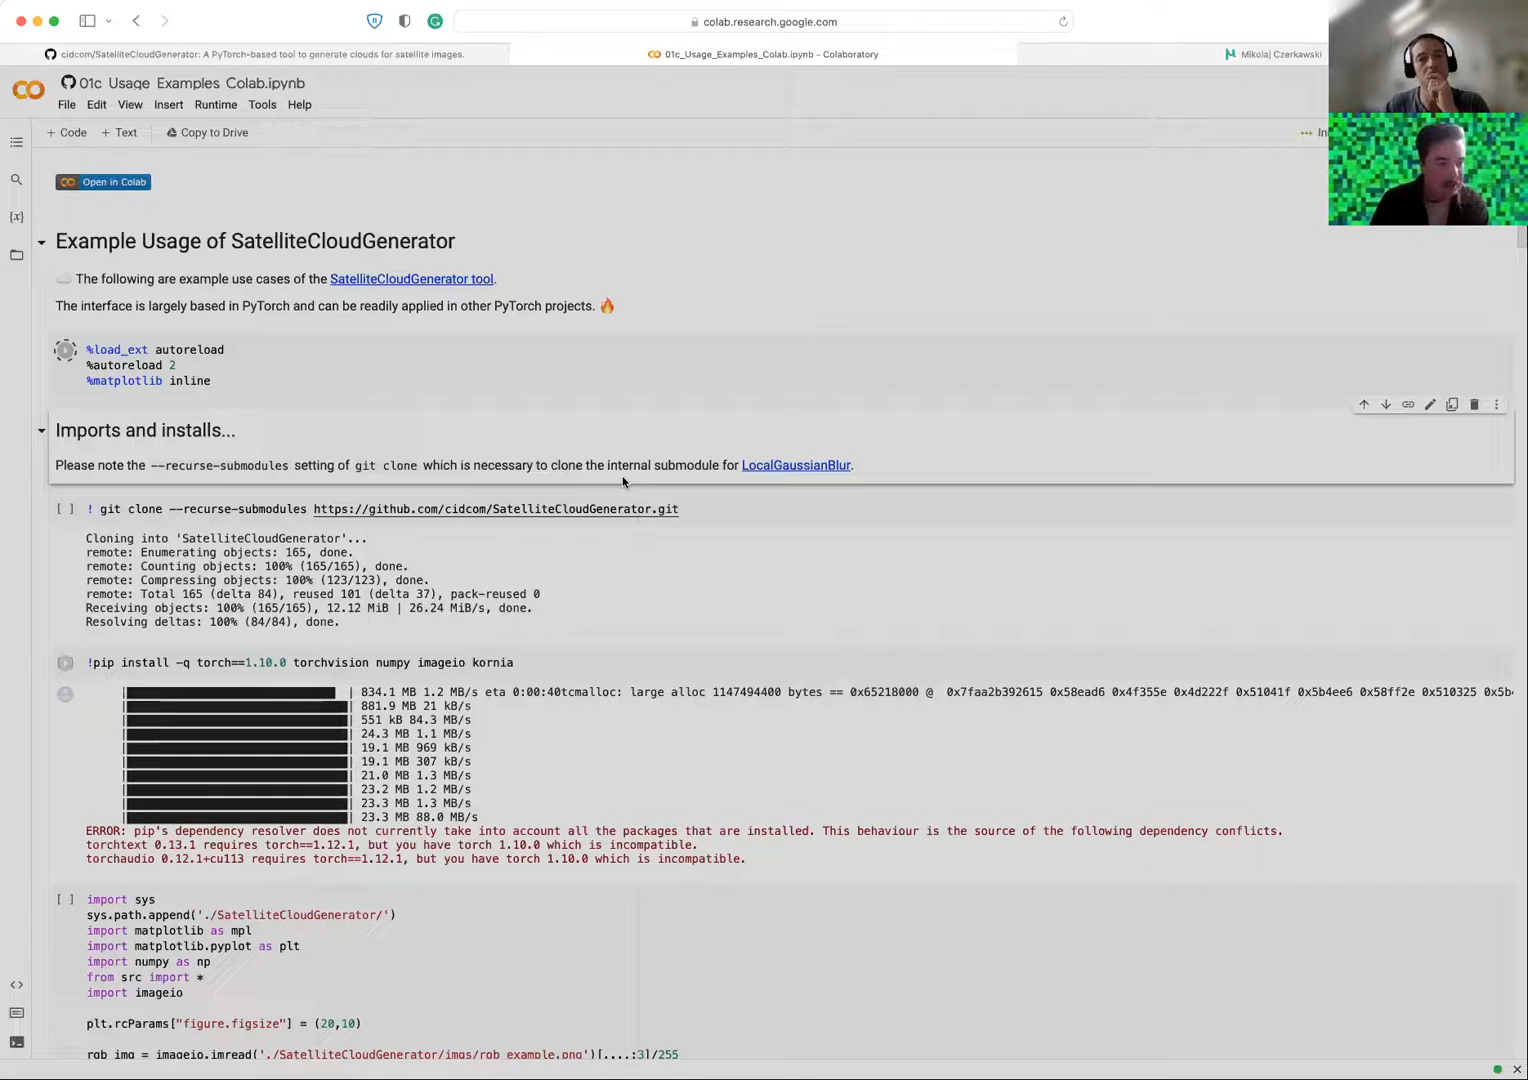 colab.research.google.com
cidcom/SatelliteCloudGenerator: A PyTorch-based tool to generate clouds for satellite images.
01c_Usage_Examples_Colab.ipynb - Colaboratory
Mikolaj Czerkawski
01c_Usage_Examples_Colab.ipynb
File Edit View Insert Runtime Tools Help
+ Code + Text Copy to Drive
Open in Colab
Example Usage of SatelliteCloudGenerator
The following are example use cases of the SatelliteCloudGenerator tool.
The interface is largely based in PyTorch and can be readily applied in other PyTorch projects. 🔥
%load_ext autoreload
%autoreload 2
%matplotlib inline
Imports and installs...
Please note the --recurse-submodules setting of git clone which is necessary to clone the internal submodule for LocalGaussianBlur.
[ ] ! git clone --recurse-submodules https://github.com/cidcom/SatelliteCloudGenerator.git
Cloning into 'SatelliteCloudGenerator'...
remote: Enumerating objects: 165, done.
remote: Counting objects: 100% (165/165), done.
remote: Compressing objects: 100% (123/123), done.
remote: Total 165 (delta 84), reused 101 (delta 37), pack-reused 0
Receiving objects: 100% (165/165), 12.12 MiB | 26.24 MiB/s, done.
Resolving deltas: 100% (84/84), done.
!pip install -q torch==1.10.0 torchvision numpy imageio kornia
| 834.1 MB 1.2 MB/s eta 0:00:40tcmalloc: large alloc 1147494400 bytes == 0x65218000 @ 0x7faa2b392615 0x58ead6 0x4f355e 0x4d222f 0x51041f 0x5b4ee6 0x58ff2e 0x510325 0x5b
| 881.9 MB 21 kB/s
| 551 kB 84.3 MB/s
| 24.3 MB 1.1 MB/s
| 19.1 MB 969 kB/s
| 19.1 MB 307 kB/s
| 21.0 MB 1.3 MB/s
| 23.2 MB 1.2 MB/s
| 23.3 MB 1.3 MB/s
| 23.3 MB 88.0 MB/s
ERROR: pip's dependency resolver does not currently take into account all the packages that are installed. This behaviour is the source of the following dependency conflicts.
torchtext 0.13.1 requires torch==1.12.1, but you have torch 1.10.0 which is incompatible.
torchaudio 0.12.1+cu113 requires torch==1.12.1, but you have torch 1.10.0 which is incompatible.
[ ] import sys
sys.path.append('./SatelliteCloudGenerator/')
import matplotlib as mpl
import matplotlib.pyplot as plt
import numpy as np
from src import *
import imageio
plt.rcParams["figure.figsize"] = (20,10)
rgb_img = imageio.imread('./SatelliteCloudGenerator/imgs/rgb_example.png')[...,:3]/255